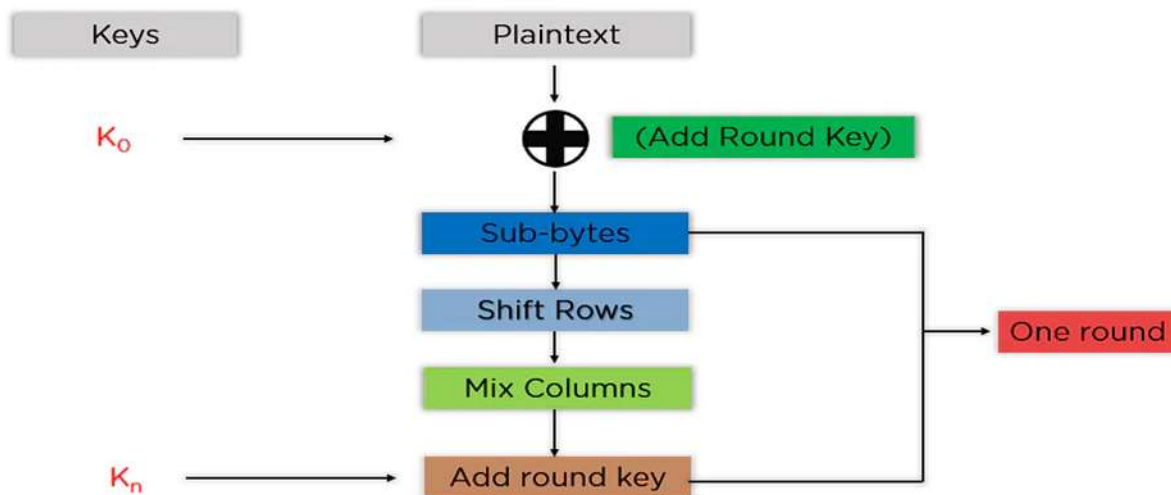 Keys
Plaintext
K₀
(Add Round Key)
Sub-bytes
Shift Rows
Mix Columns
One round
Kₙ
Add round key